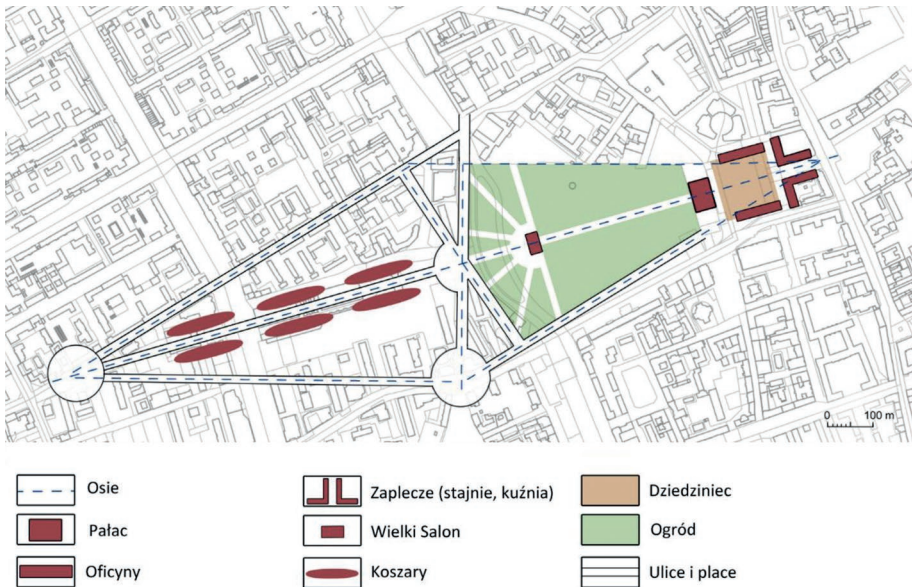 0 100 m
Osie
Zaplecze (stajnie, kuźnia)
Dziedziniec
Pałac
Wielki Salon
Ogród
Oficyny
Koszary
Ulice i place